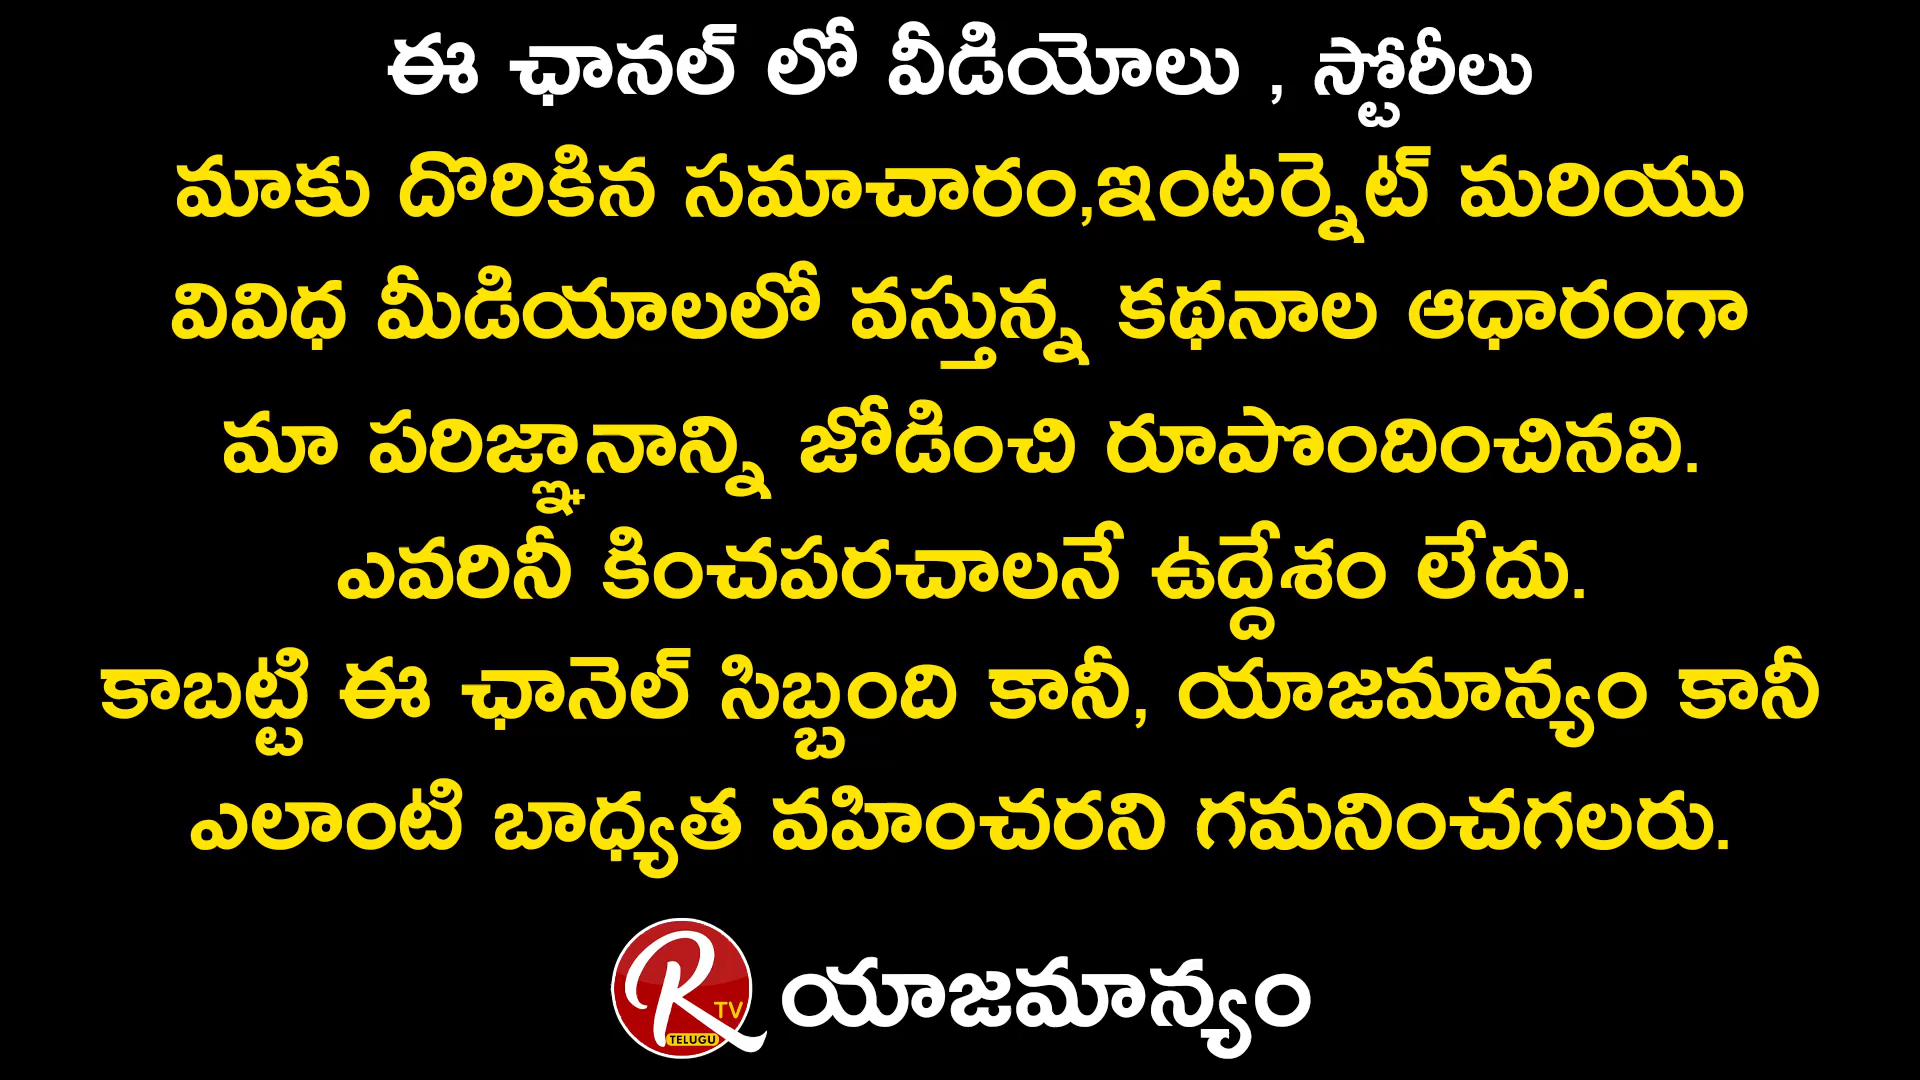 ఈ ఛానల్ లో వీడియోలు , స్టోరీలు
మాకు దొరికిన సమాచారం,ఇంటర్నెట్ మరియు
వివిధ మీడియాలలో వస్తున్న కథనాల ఆధారంగా
మా పరిజ్ఞానాన్ని జోడించి రూపొందించినవి.
ఎవరినీ కించపరచాలనే ఉద్దేశం లేదు.
కాబట్టి ఈ ఛానెల్ సిబ్బంది కానీ, యాజమాన్యం కానీ
ఎలాంటి బాధ్యత వహించరని గమనించగలరు.
R TV TELUGU యాజమాన్యం